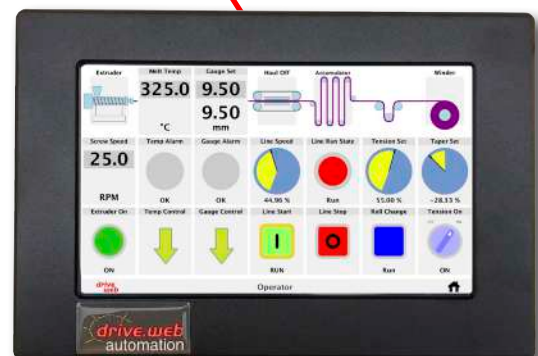 Extruder Melt Temp Gauge Set Haul Off Accumulator Winder
325.0 9.50
9.50
°C mm
Screw Speed Temp Alarm Gauge Alarm Line Speed Line Run State Tension Set Taper Set
25.0
RPM OK OK 44.96 % Run 55.00 % -28.33 %
Extruder On Temp Control Gauge Control Line Start Line Stop Roll Change Tension On
ON RUN Run ON
drive.web Operator
drive.web
automation